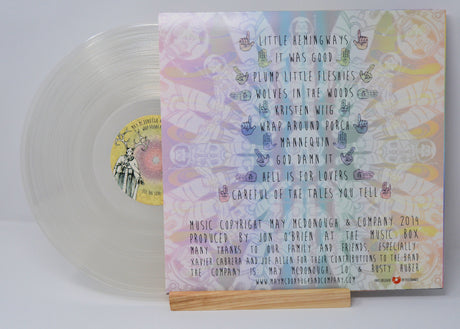 LITTLE HEMINGWAYS
IT WAS GOOD
PLUMP LITTLE FLESHIES
WOLVES IN THE WOODS
KRISTEN WIIG
WRAP AROUND PORCH
MANNEQUIN
GOD DAMN IT
HELL IS FOR LOVERS
CAREFUL OF THE TALES YOU TELL
MUSIC COPYRIGHT MAY MCDONOUGH & COMPANY 2014
PRODUCED BY JON O'BRIEN AT THE MUSIC BOX
MANY THANKS TO OUR FAMILY AND FRIENDS, ESPECIALLY
XAVIER CABRERA AND JOE ALLEN FOR THEIR CONTRIBUTIONS TO THE BAND
THE COMPANY IS MAY MCDONOUGH, JO & RUSTY HUBER
WWW.MAYMCDONOUGHANDCOMPANY.COM